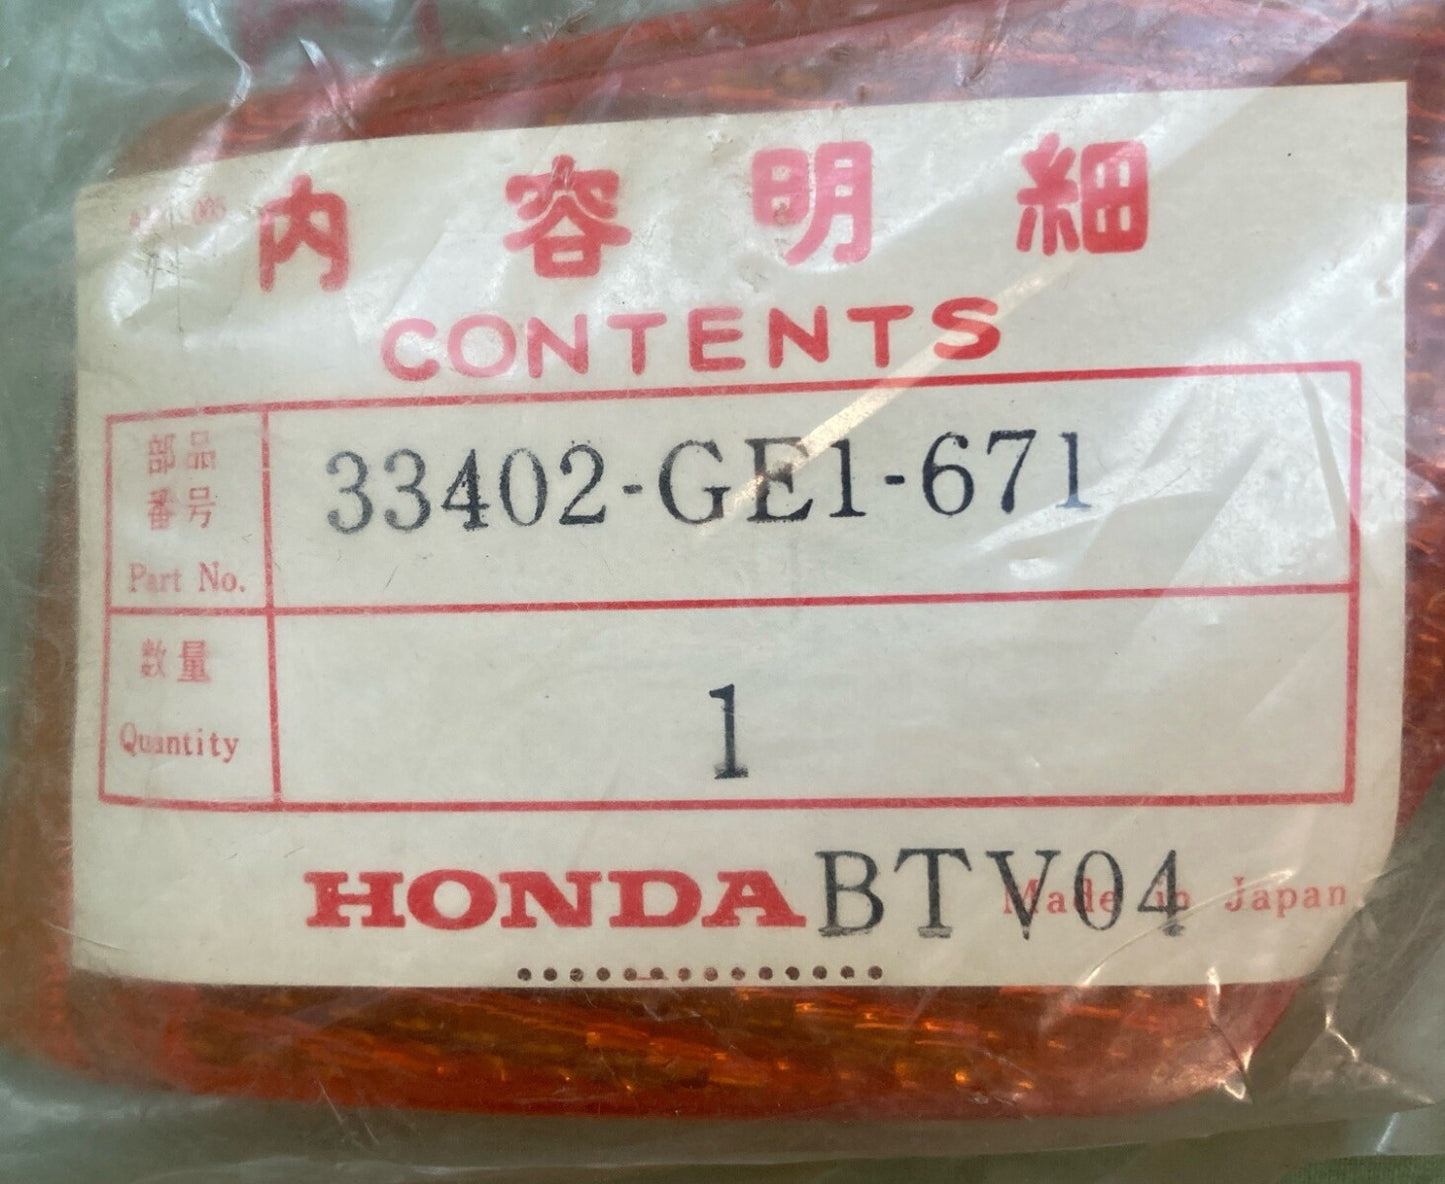 内容明細
CONTENTS
部品
番号
Part No.
33402-GE1-671
数量
Quantity
1
HONDA BTV04
Made in Japan